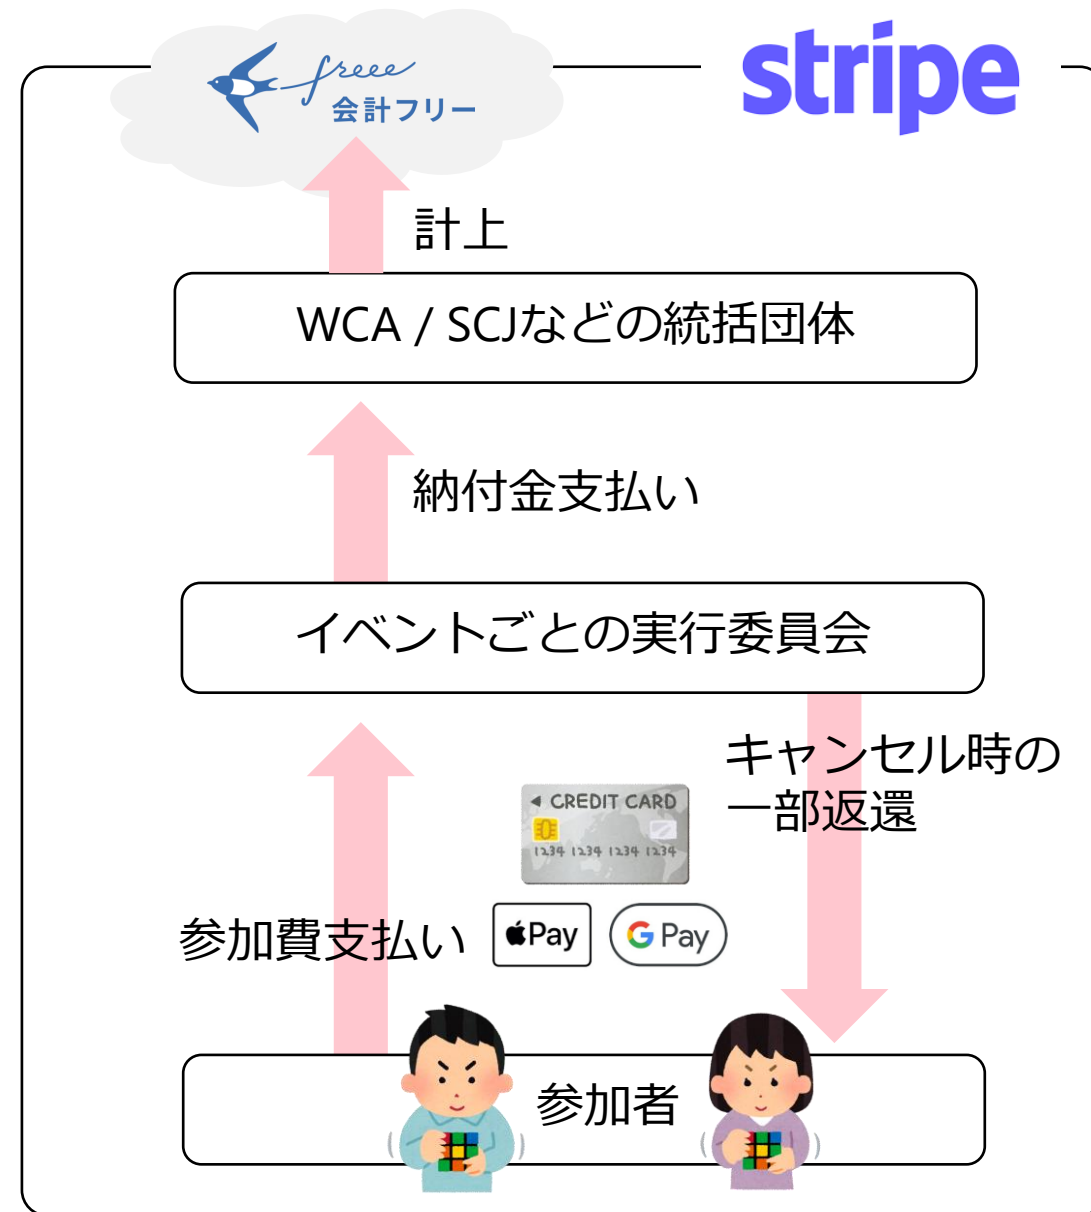 freee
会計フリー
stripe
計上
WCA / SCJなどの統括団体
納付金支払い
イベントごとの実行委員会
キャンセル時の
一部返還
◀ CREDIT CARD
1234 1234 1234 1234
参加費支払い
Pay
G Pay
参加者